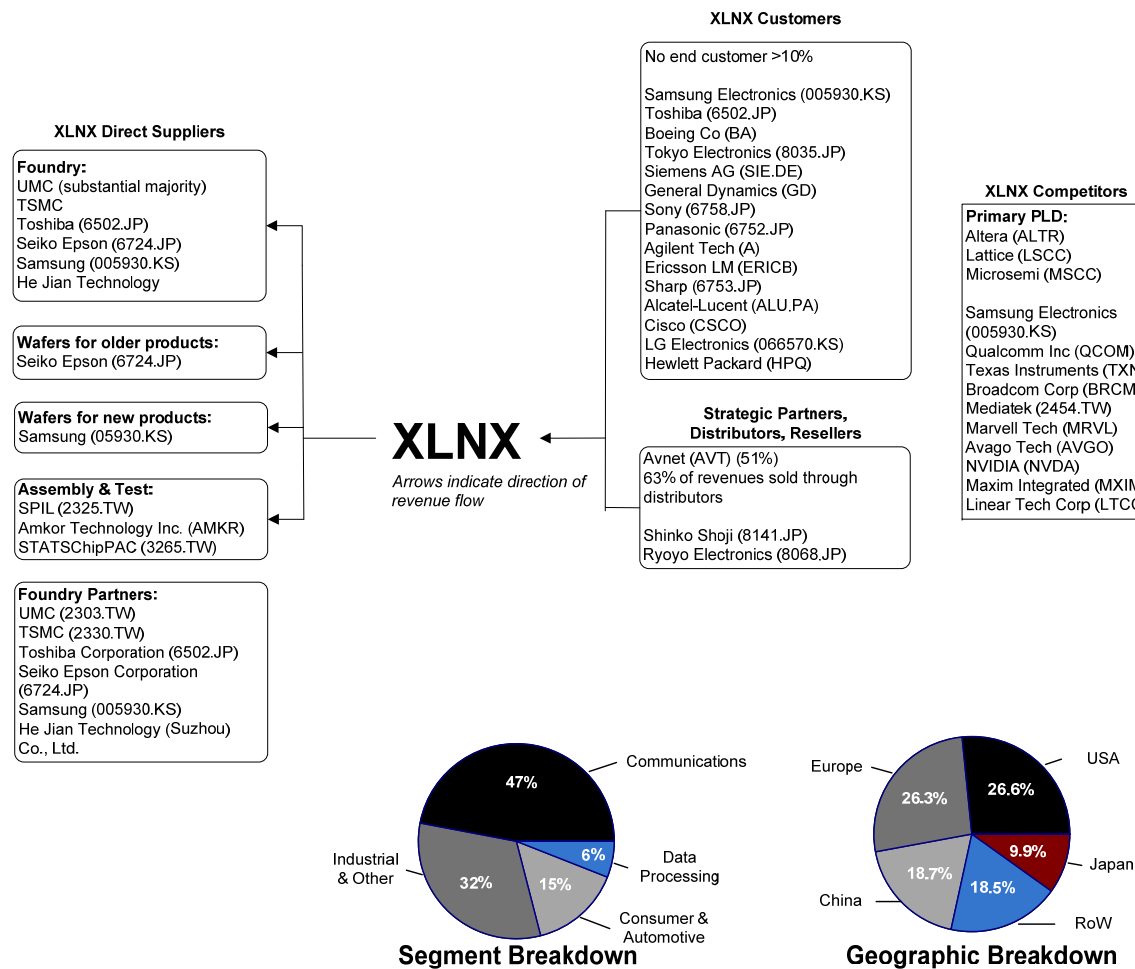 XLNX Customers
No end customer >10%
Samsung Electronics (005930.KS)
Toshiba (6502.JP)
Boeing Co (BA)
Tokyo Electronics (8035.JP)
Siemens AG (SIE.DE)
General Dynamics (GD)
Sony (6758.JP)
Panasonic (6752.JP)
Agilent Tech (A)
Ericsson LM (ERICB)
Sharp (6753.JP)
Alcatel-Lucent (ALU.PA)
Cisco (CSCO)
LG Electronics (066570.KS)
Hewlett Packard (HPQ)
XLNX Direct Suppliers
Foundry:
UMC (substantial majority)
TSMC
Toshiba (6502.JP)
Seiko Epson (6724.JP)
Samsung (005930.KS)
He Jian Technology
Wafers for older products:
Seiko Epson (6724.JP)
Wafers for new products:
Samsung (05930.KS)
Assembly & Test:
SPIL (2325.TW)
Amkor Technology Inc. (AMKR)
STATSChipPAC (3265.TW)
Foundry Partners:
UMC (2303.TW)
TSMC (2330.TW)
Toshiba Corporation (6502.JP)
Seiko Epson Corporation
(6724.JP)
Samsung (005930.KS)
He Jian Technology (Suzhou)
Co., Ltd.
XLNX
Arrows indicate direction of
revenue flow
Strategic Partners,
Distributors, Resellers
Avnet (AVT) (51%)
63% of revenues sold through
distributors
Shinko Shoji (8141.JP)
Ryoyo Electronics (8068.JP)
XLNX Competitors
Primary PLD:
Altera (ALTR)
Lattice (LSCC)
Microsemi (MSCC)
Samsung Electronics
(005930.KS)
Qualcomm Inc (QCOM)
Texas Instruments (TXN
Broadcom Corp (BRCM
Mediatek (2454.TW)
Marvell Tech (MRVL)
Avago Tech (AVGO)
NVIDIA (NVDA)
Maxim Integrated (MXIM
Linear Tech Corp (LTCC
Communications
47%
Industrial
& Other
32%
15%
6%
Data
Processing
Consumer &
Automotive
Segment Breakdown
Europe
USA
26.3%
26.6%
9.9%
Japan
18.7%
18.5%
China
RoW
Geographic Breakdown